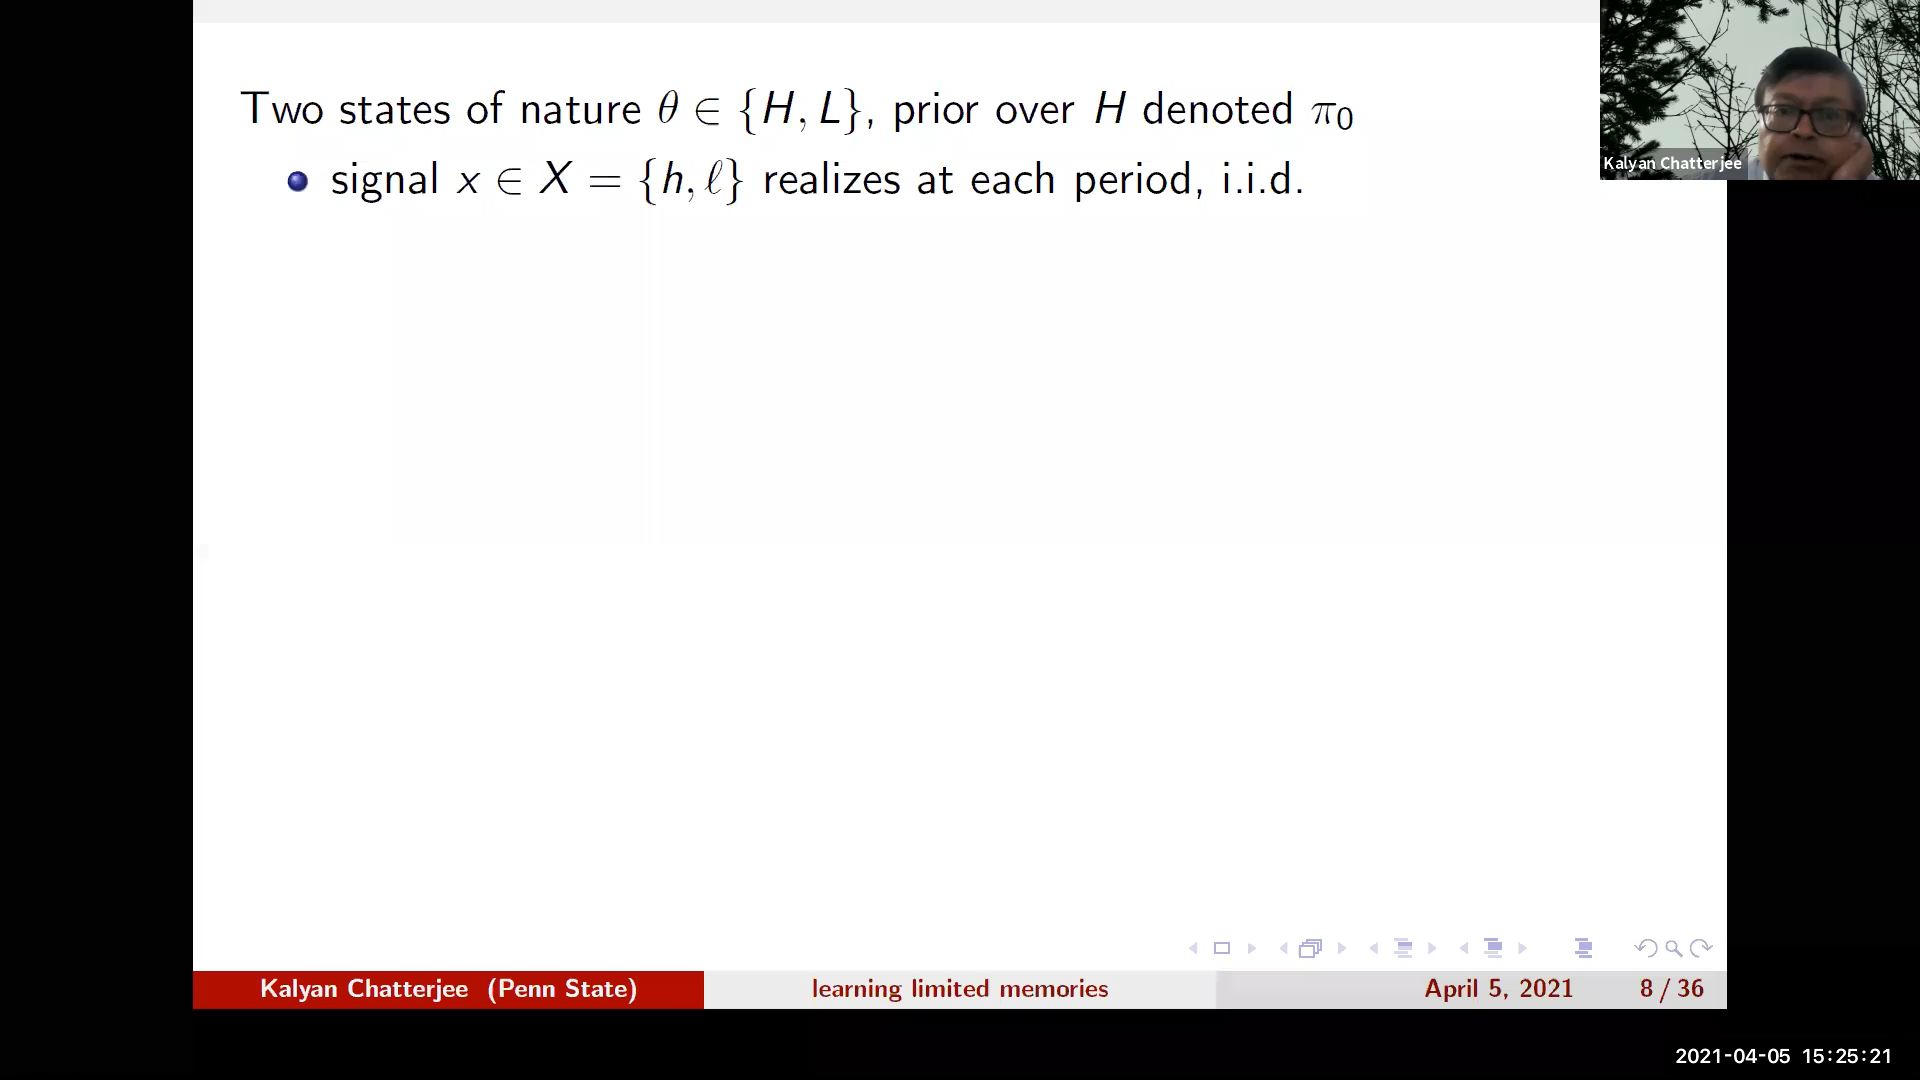 Two states of nature θ ∈ {H, L}, prior over H denoted π₀
signal x ∈ X = {h, ℓ} realizes at each period, i.i.d.
Kalyan Chatterjee
Kalyan Chatterjee (Penn State)
learning limited memories
April 5, 2021
8 / 36
2021-04-05 15:25:21